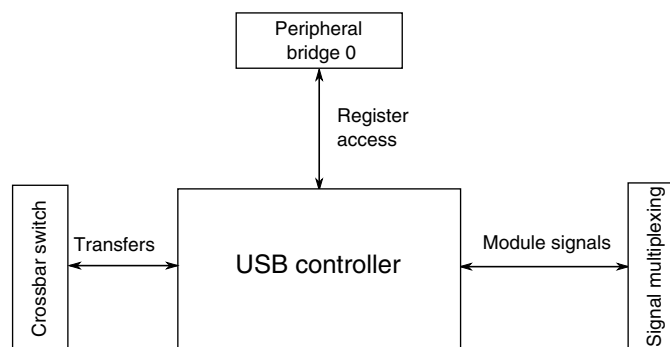 Peripheral
bridge 0
Register
access
Crossbar switch
Transfers
USB controller
Module signals
Signal multiplexing